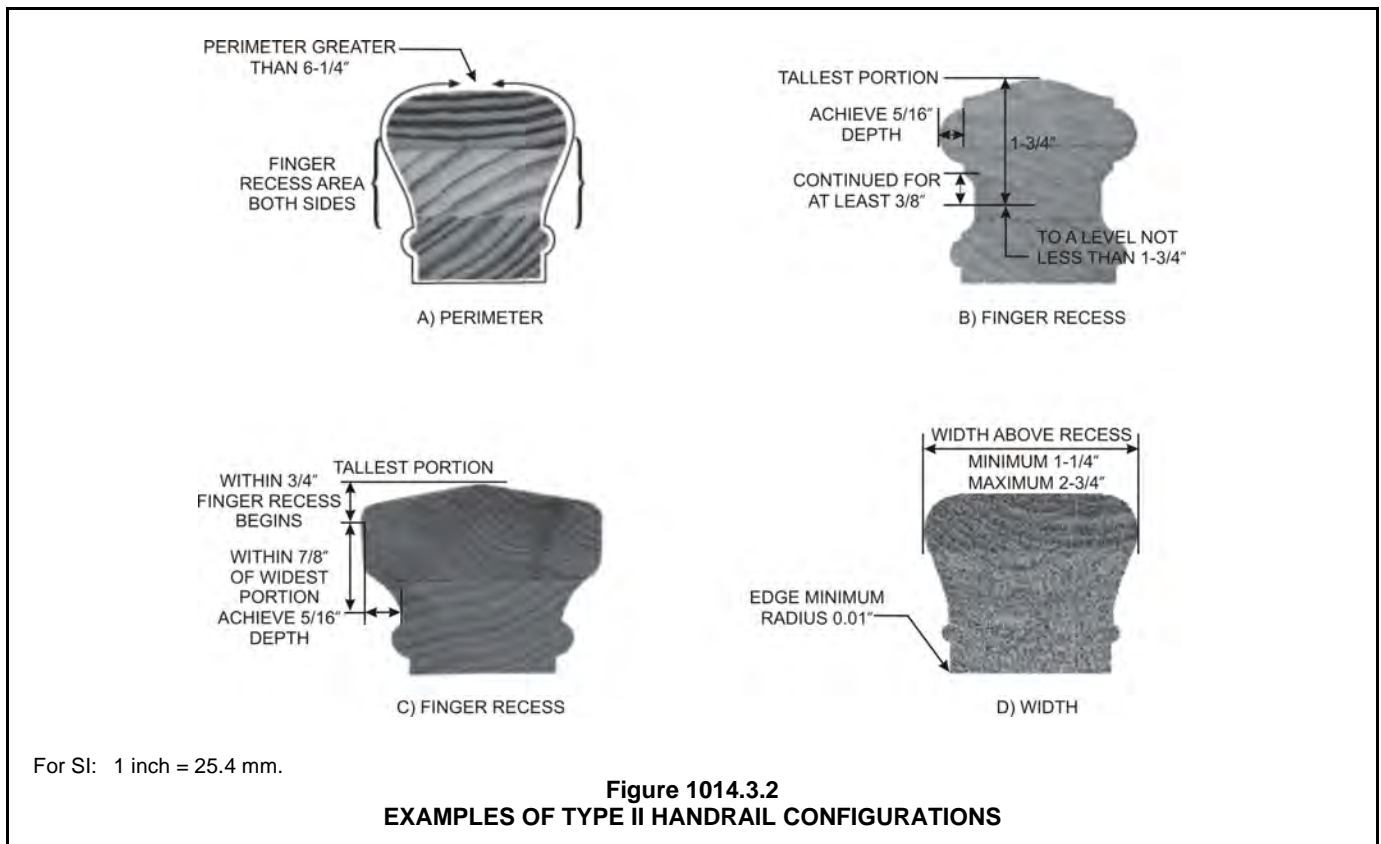 PERIMETER GREATER
THAN 6-1/4"
FINGER
RECESS AREA
BOTH SIDES
A) PERIMETER
TALLEST PORTION
ACHIEVE 5/16"
DEPTH
1-3/4"
CONTINUED FOR
AT LEAST 3/8"
TO A LEVEL NOT
LESS THAN 1-3/4"
B) FINGER RECESS
TALLEST PORTION
WITHIN 3/4"
FINGER RECESS
BEGINS
WITHIN 7/8"
OF WIDEST
PORTION
ACHIEVE 5/16"
DEPTH
C) FINGER RECESS
WIDTH ABOVE RECESS
MINIMUM 1-1/4"
MAXIMUM 2-3/4"
EDGE MINIMUM
RADIUS 0.01"
D) WIDTH
For SI: 1 inch = 25.4 mm.
Figure 1014.3.2
EXAMPLES OF TYPE II HANDRAIL CONFIGURATIONS